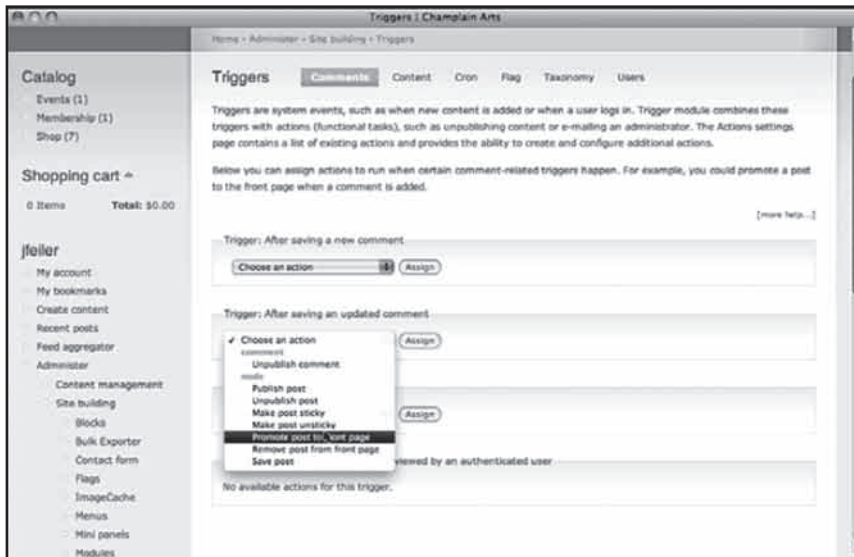 Triggers | Champlain Arts
Home › Administer › Site building › Triggers
Catalog
Events (1)
Membership (1)
Shop (7)
Shopping cart
0 Items Total: $0.00
jfeiler
My account
My bookmarks
Create content
Recent posts
Feed aggregator
Administer
Content management
Site building
Blocks
Bulk Exporter
Contact form
Flags
ImageCache
Menus
Mini panels
Modules
Triggers Comments Content Cron Flag Taxonomy Users
Triggers are system events, such as when new content is added or when a user logs in. Trigger module combines these
triggers with actions (functional tasks), such as unpublishing content or e-mailing an administrator. The Actions settings
page contains a list of existing actions and provides the ability to create and configure additional actions.
Below you can assign actions to run when certain comment-related triggers happen. For example, you could promote a post
to the front page when a comment is added.
[more help...]
Trigger: After saving a new comment
Choose an action Assign
Trigger: After saving an updated comment
Assign
✓ Choose an action
comment
Unpublish comment
node
Publish post
Unpublish post
Make post sticky
Make post unsticky
Promote post to front page
Remove post from front page
Save post
Assign
viewed by an authenticated user
No available actions for this trigger.